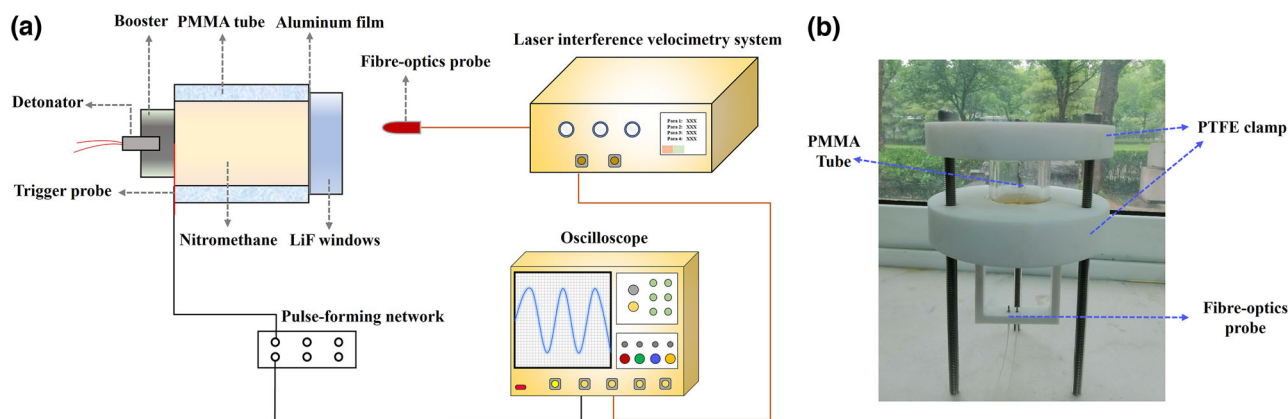 (a)
Booster
PMMA tube
Aluminum film
Detonator
Trigger probe
Nitromethane
LiF windows
Fibre-optics probe
Laser interference velocimetry system
Para 1: XXX
Para 2: XXX
Para 3: XXX
Para 4: XXX
Oscilloscope
Pulse-forming network
(b)
PMMA
Tube
PTFE clamp
Fibre-optics
probe